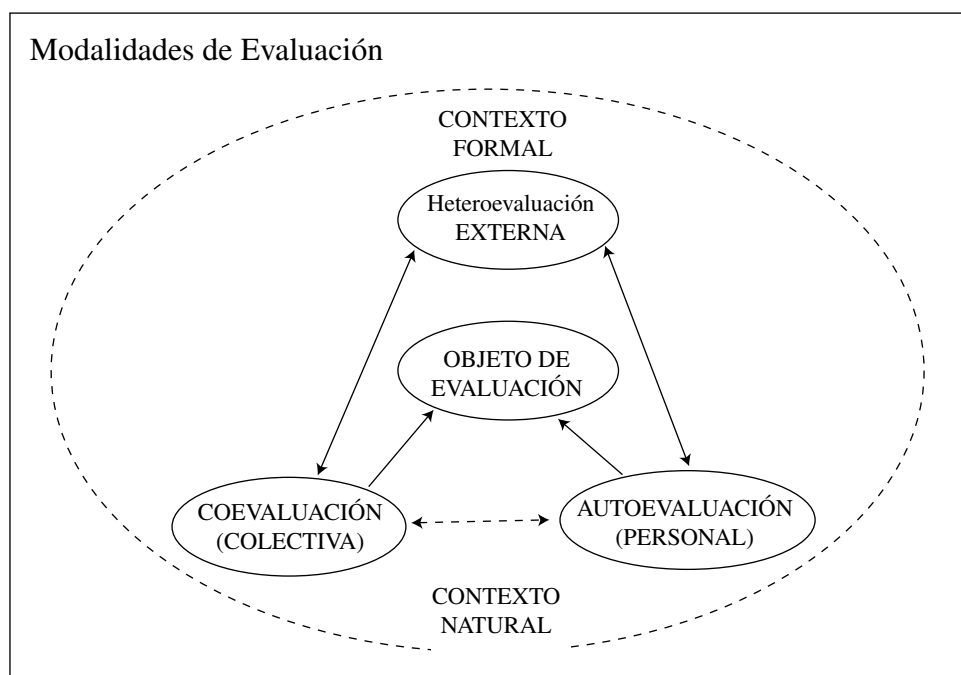 Modalidades de Evaluación
CONTEXTO
FORMAL
Heteroevaluación
EXTERNA
OBJETO DE
EVALUACIÓN
COEVALUACIÓN
(COLECTIVA)
AUTOEVALUACIÓN
(PERSONAL)
CONTEXTO
NATURAL